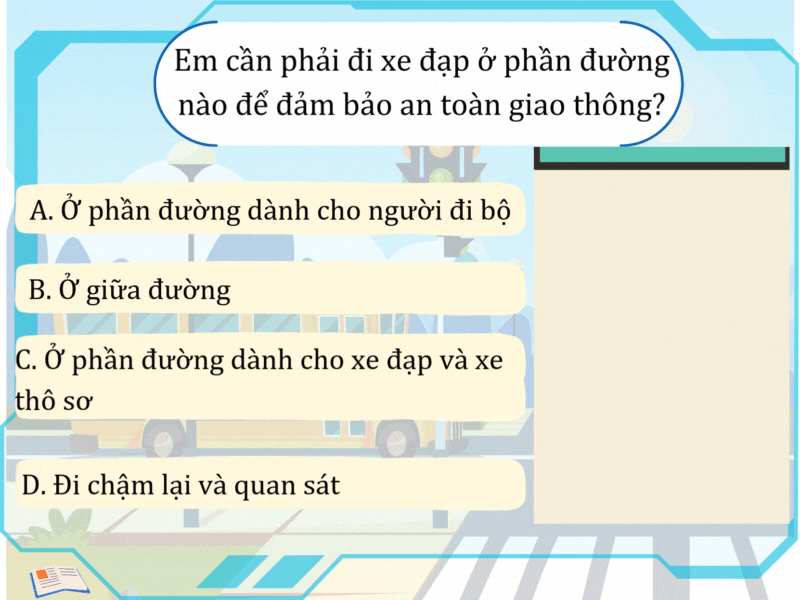 Em cần phải đi xe đạp ở phần đường
nào để đảm bảo an toàn giao thông?
A. Ở phần đường dành cho người đi bộ
B. Ở giữa đường
C. Ở phần đường dành cho xe đạp và xe
thô sơ
D. Đi chậm lại và quan sát